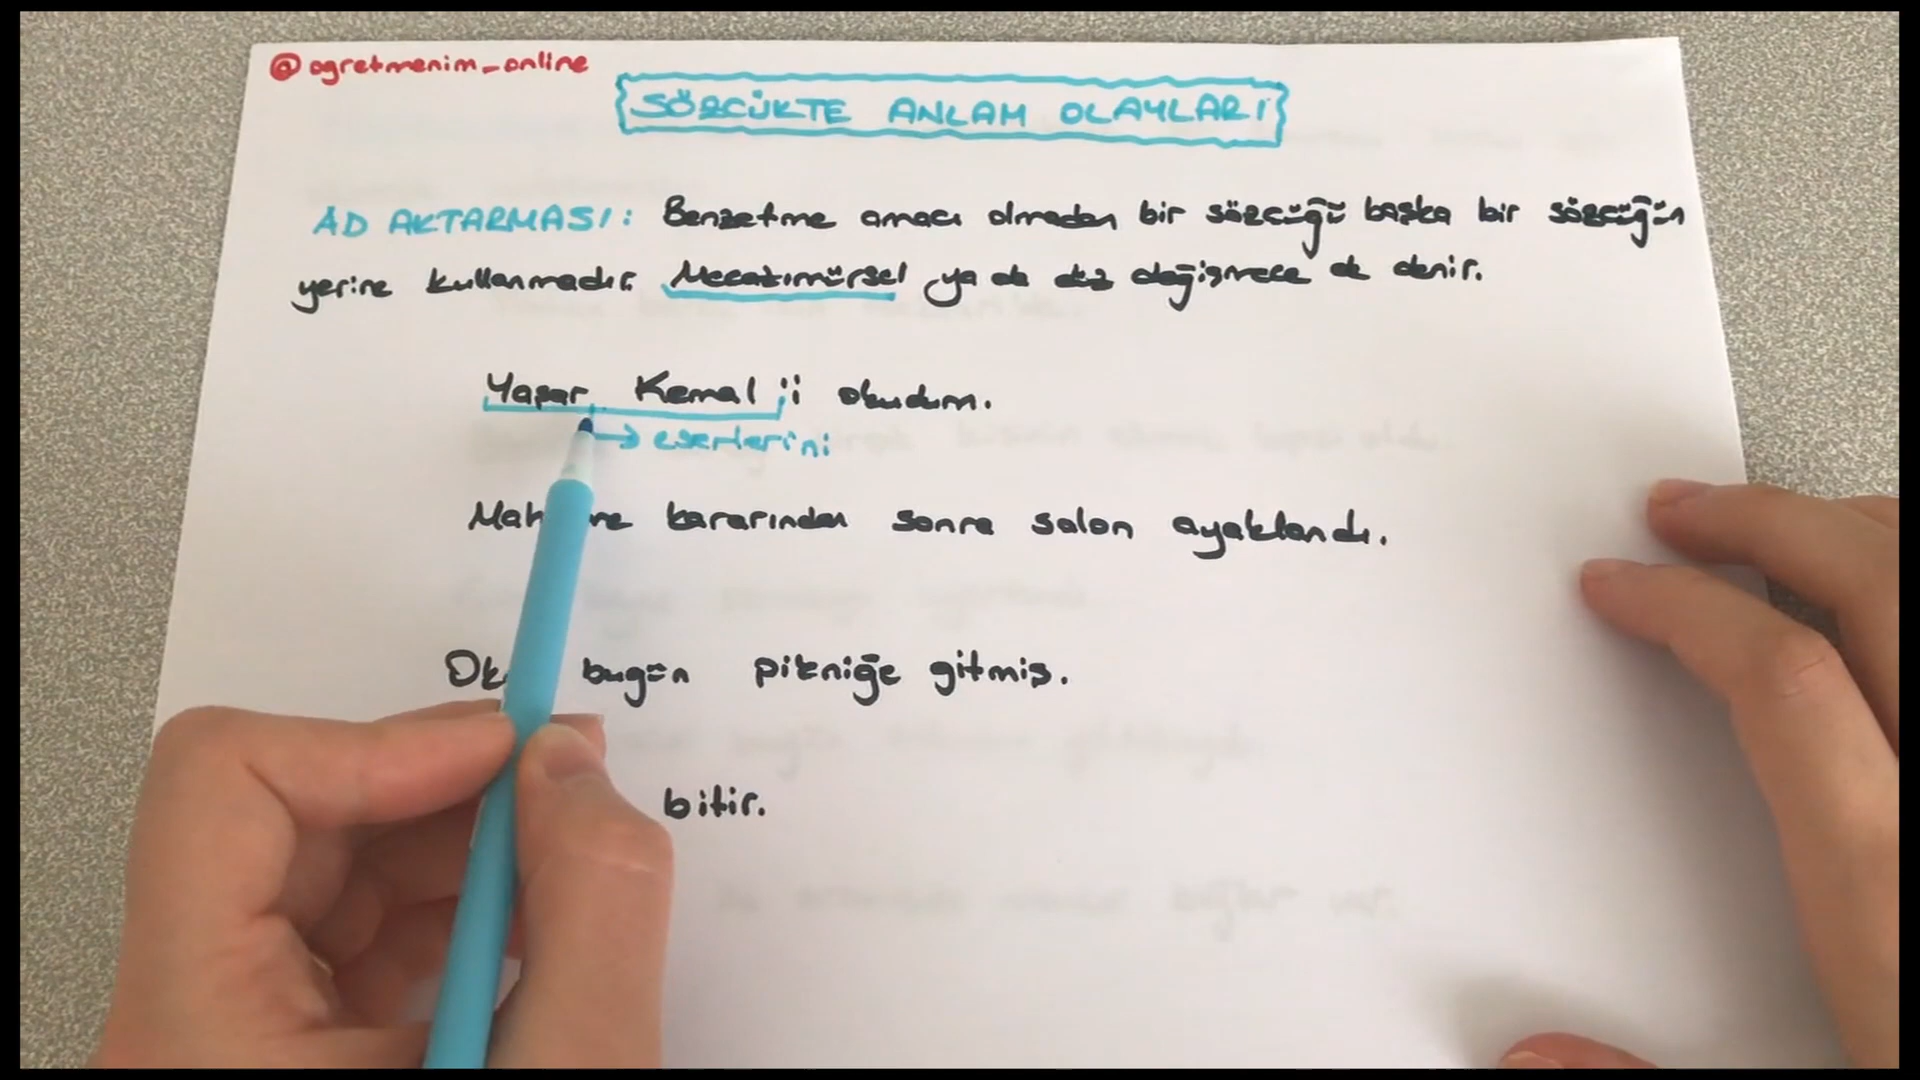 @ogretmenim_online
SÖZCÜKTE ANLAM OLAYLARI
AD AKTARMASI: Benzetme amacı olmadan bir sözcüğü başka bir sözcüğün
yerine kullanmadır. Mecazımürsel ya da düz değişmece de denir.
Yaşar Kemal'i okudum.
→ eserlerini
kararından sonra salon ayaklandı.
bugün pikniğe gitmiş.
bitir.